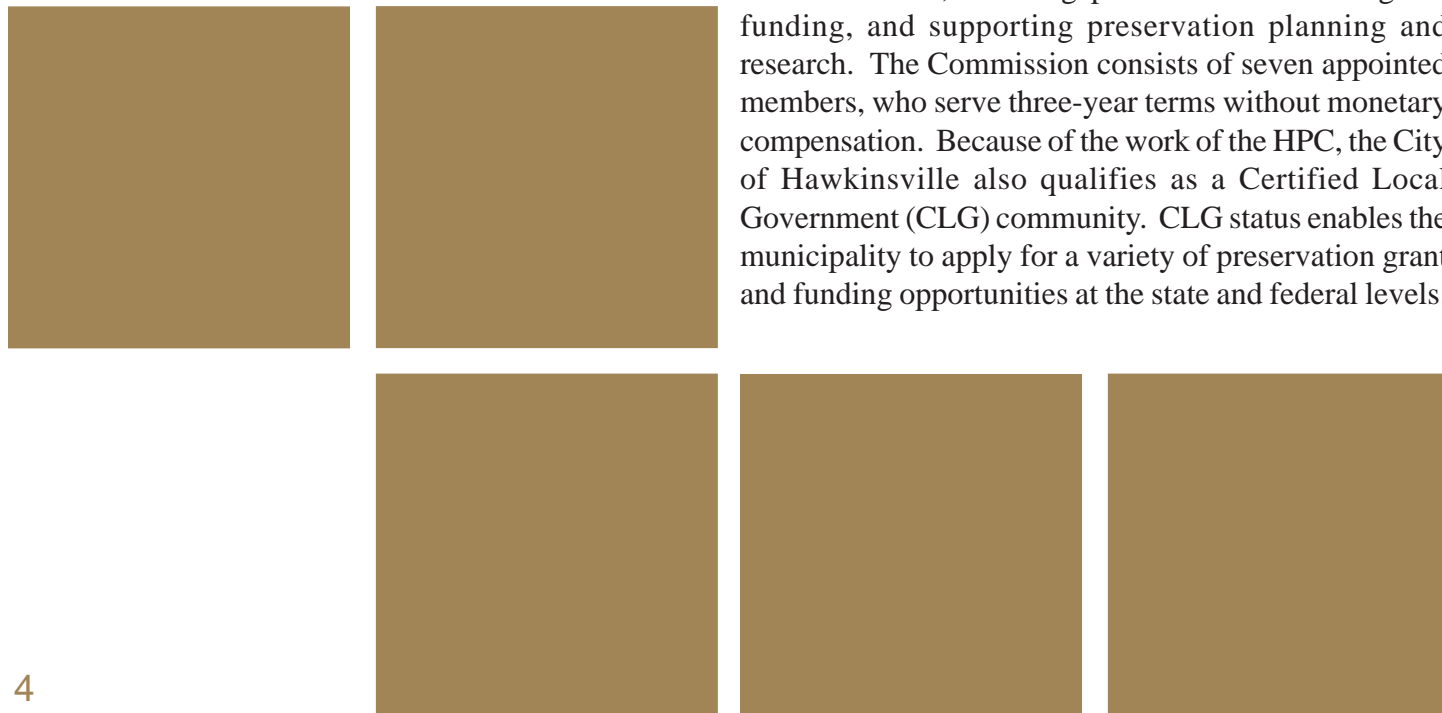 funding, and supporting preservation planning and
research. The Commission consists of seven appointed
members, who serve three-year terms without monetary
compensation. Because of the work of the HPC, the City
of Hawkinsville also qualifies as a Certified Local
Government (CLG) community. CLG status enables the
municipality to apply for a variety of preservation grant
and funding opportunities at the state and federal levels
4